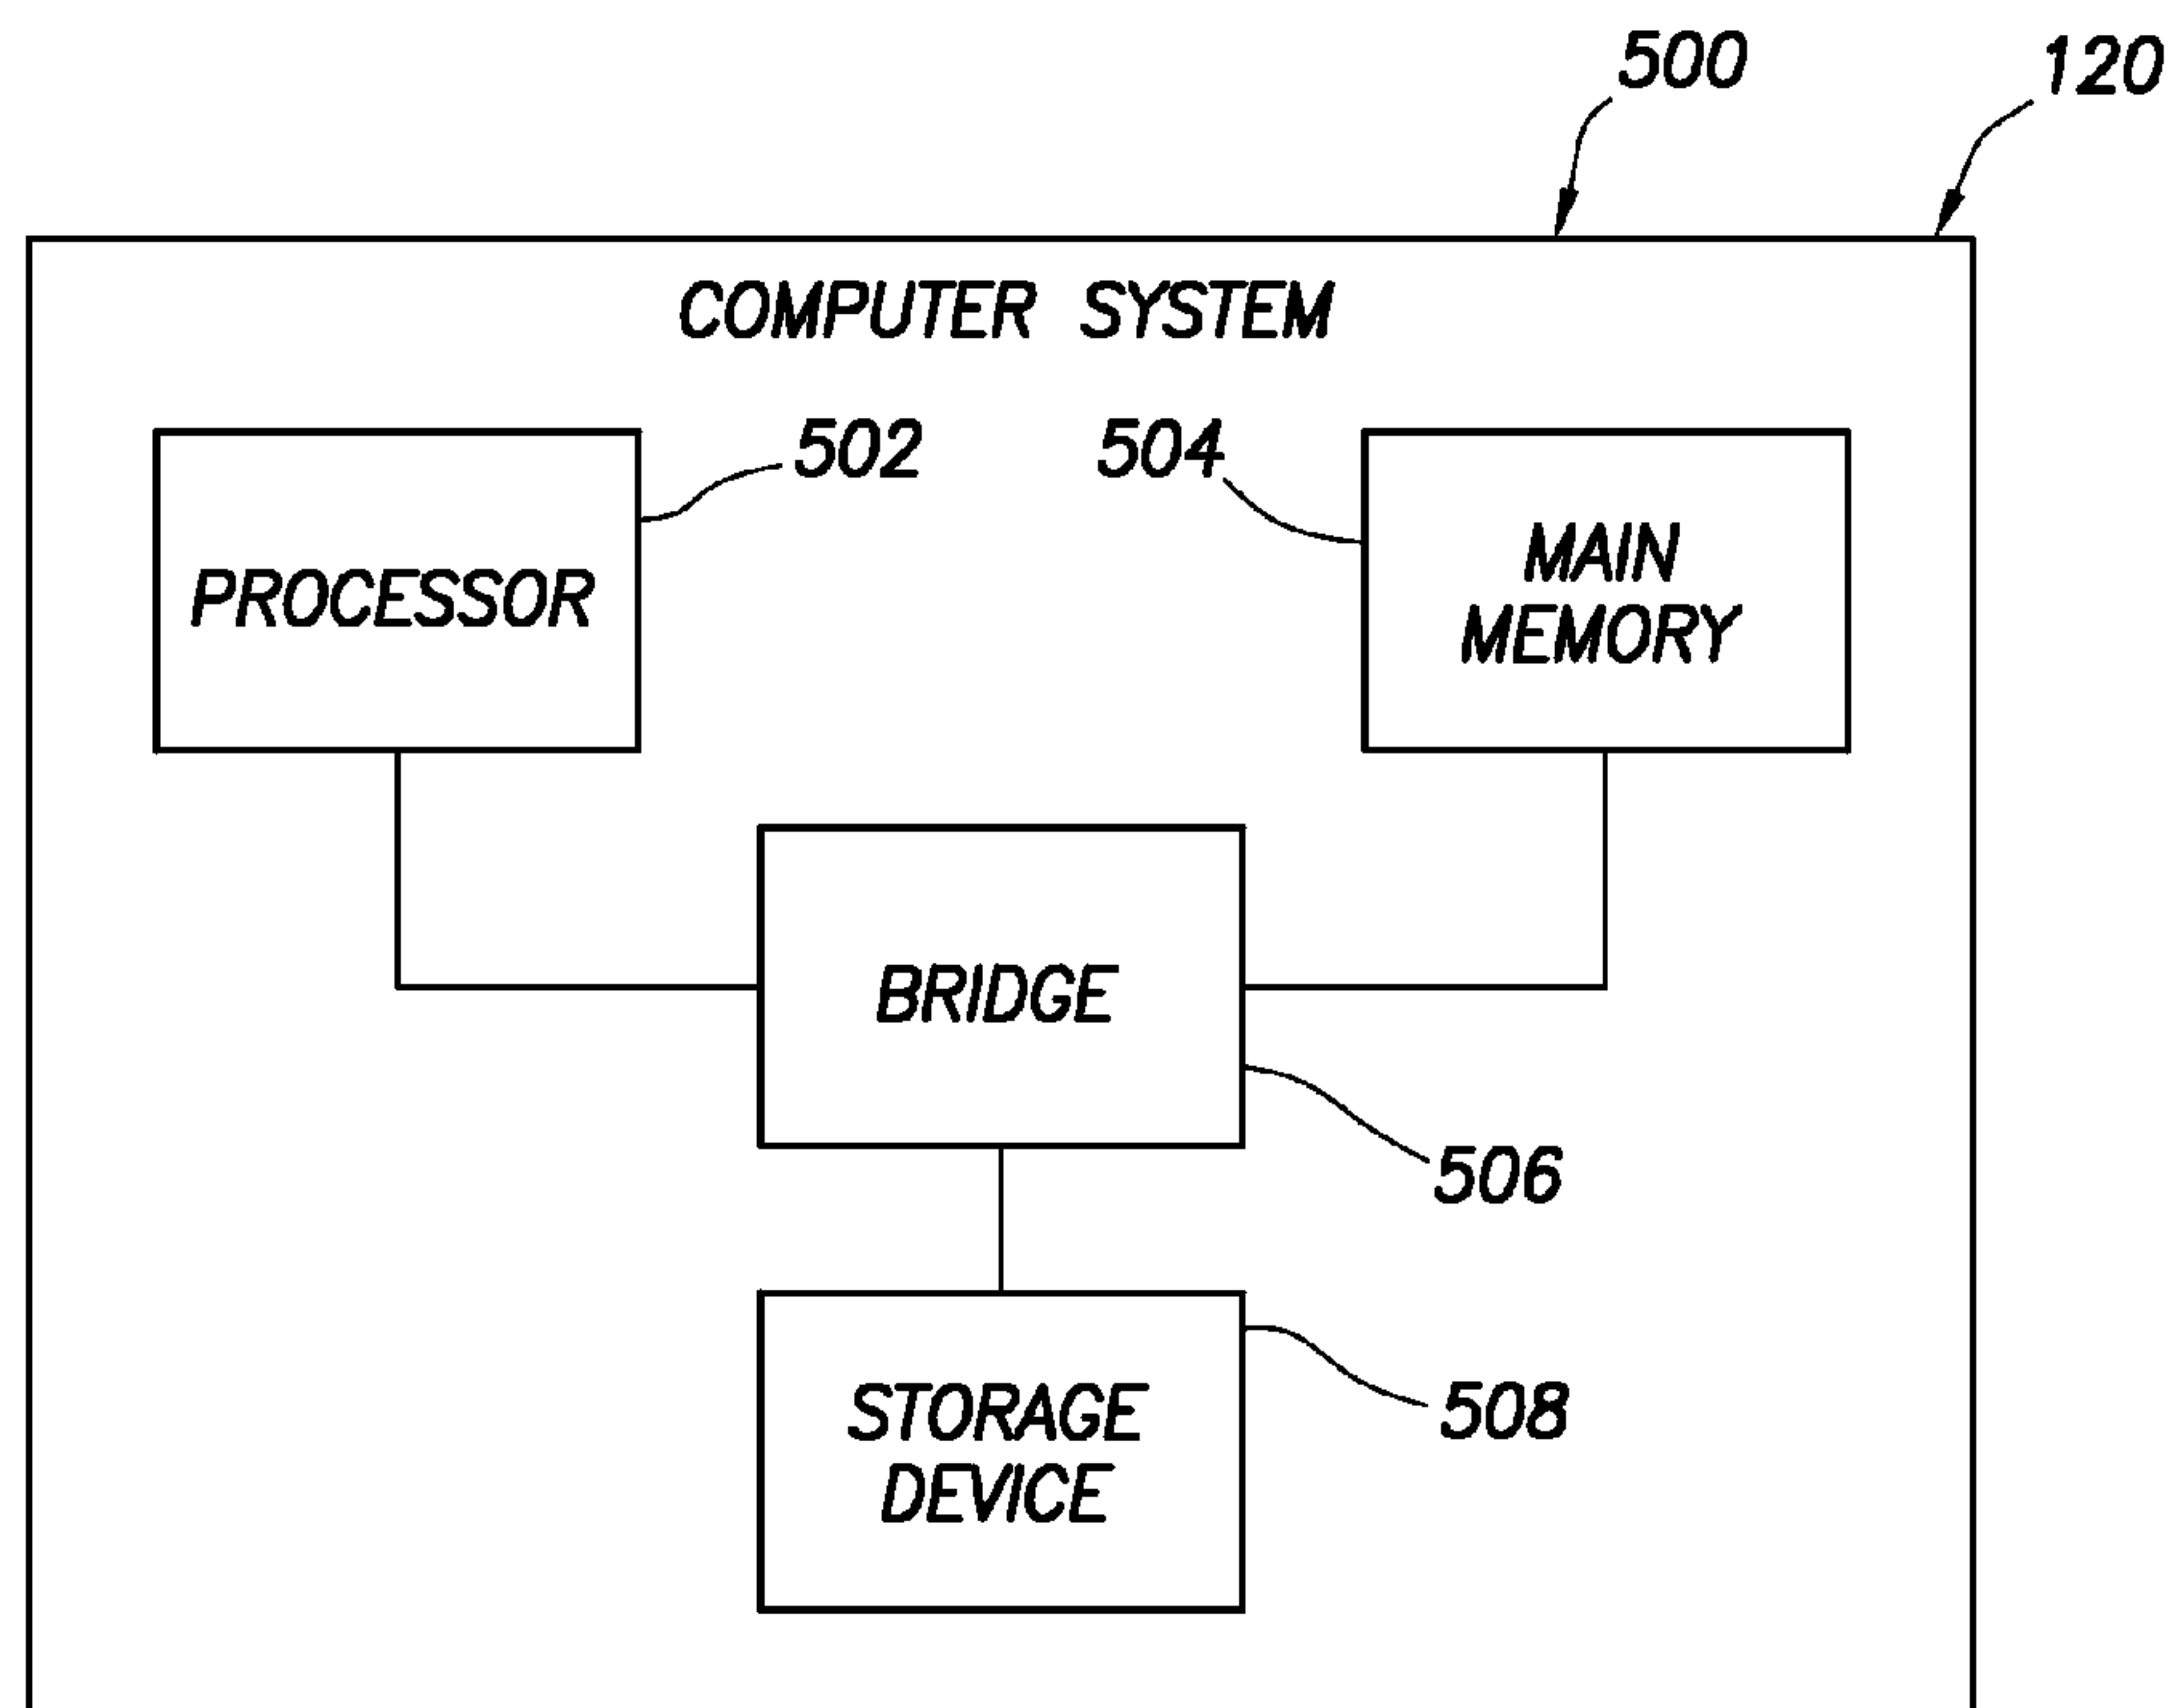 500
120
COMPUTER SYSTEM
502
504
PROCESSOR
MAIN
MEMORY
BRIDGE
506
STORAGE
DEVICE
508